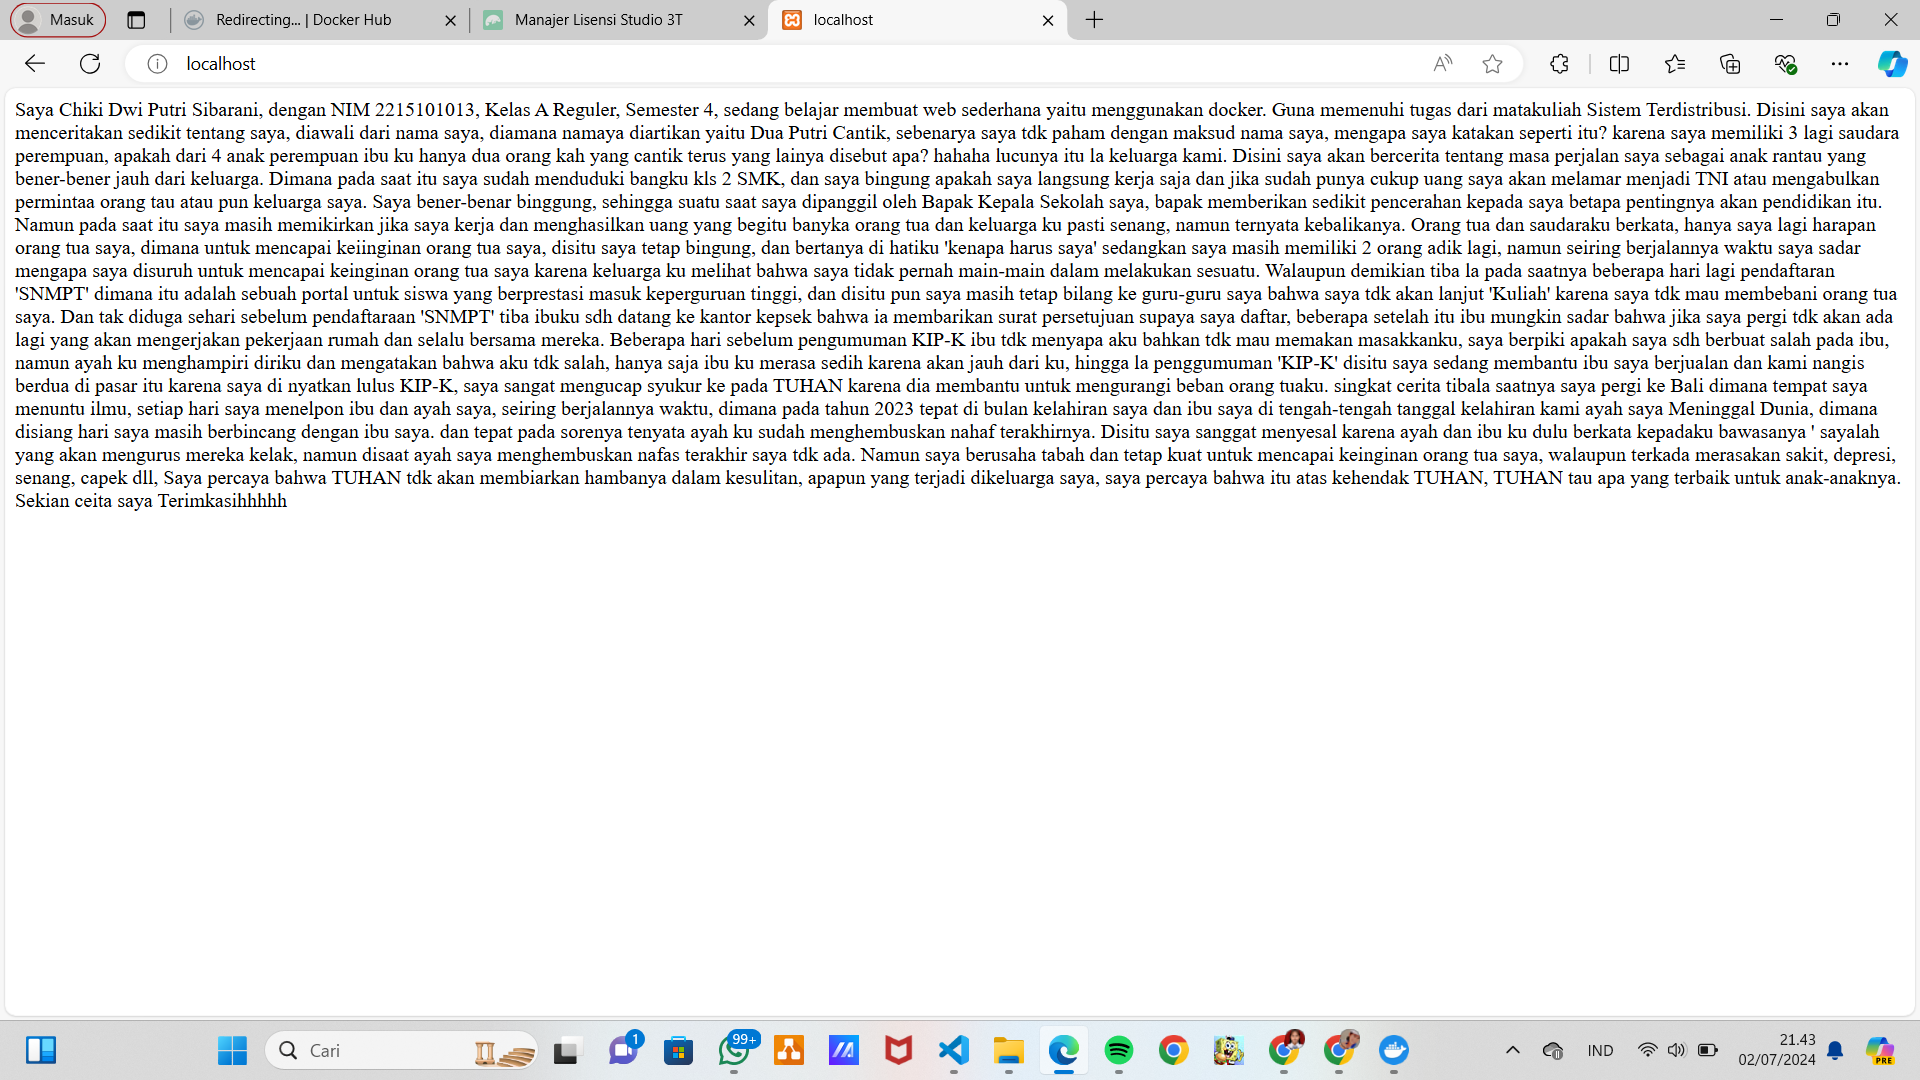 Masuk
Redirecting... | Docker Hub
Manajer Lisensi Studio 3T
localhost
localhost
Saya Chiki Dwi Putri Sibarani, dengan NIM 2215101013, Kelas A Reguler, Semester 4, sedang belajar membuat web sederhana yaitu menggunakan docker. Guna memenuhi tugas dari matakuliah Sistem Terdistribusi. Disini saya akan
menceritakan sedikit tentang saya, diawali dari nama saya, diamana namaya diartikan yaitu Dua Putri Cantik, sebenarya saya tdk paham dengan maksud nama saya, mengapa saya katakan seperti itu? karena saya memiliki 3 lagi saudara
perempuan, apakah dari 4 anak perempuan ibu ku hanya dua orang kah yang cantik terus yang lainya disebut apa? hahaha lucunya itu la keluarga kami. Disini saya akan bercerita tentang masa perjalan saya sebagai anak rantau yang
bener-bener jauh dari keluarga. Dimana pada saat itu saya sudah menduduki bangku kls 2 SMK, dan saya bingung apakah saya langsung kerja saja dan jika sudah punya cukup uang saya akan melamar menjadi TNI atau mengabulkan
permintaa orang tau atau pun keluarga saya. Saya bener-benar binggung, sehingga suatu saat saya dipanggil oleh Bapak Kepala Sekolah saya, bapak memberikan sedikit pencerahan kepada saya betapa pentingnya akan pendidikan itu.
Namun pada saat itu saya masih memikirkan jika saya kerja dan menghasilkan uang yang begitu banyka orang tua dan keluarga ku pasti senang, namun ternyata kebalikanya. Orang tua dan saudaraku berkata, hanya saya lagi harapan
orang tua saya, dimana untuk mencapai keiinginan orang tua saya, disitu saya tetap bingung, dan bertanya di hatiku 'kenapa harus saya' sedangkan saya masih memiliki 2 orang adik lagi, namun seiring berjalannya waktu saya sadar
mengapa saya disuruh untuk mencapai keinginan orang tua saya karena keluarga ku melihat bahwa saya tidak pernah main-main dalam melakukan sesuatu. Walaupun demikian tiba la pada saatnya beberapa hari lagi pendaftaran
'SNMPT' dimana itu adalah sebuah portal untuk siswa yang berprestasi masuk keperguruan tinggi, dan disitu pun saya masih tetap bilang ke guru-guru saya bahwa saya tdk akan lanjut 'Kuliah' karena saya tdk mau membebani orang tua
saya. Dan tak diduga sehari sebelum pendaftaraan 'SNMPT' tiba ibuku sdh datang ke kantor kepsek bahwa ia membarikan surat persetujuan supaya saya daftar, beberapa setelah itu ibu mungkin sadar bahwa jika saya pergi tdk akan ada
lagi yang akan mengerjakan pekerjaan rumah dan selalu bersama mereka. Beberapa hari sebelum pengumuman KIP-K ibu tdk menyapa aku bahkan tdk mau memakan masakkanku, saya berpiki apakah saya sdh berbuat salah pada ibu,
namun ayah ku menghampiri diriku dan mengatakan bahwa aku tdk salah, hanya saja ibu ku merasa sedih karena akan jauh dari ku, hingga la penggumuman 'KIP-K' disitu saya sedang membantu ibu saya berjualan dan kami nangis
berdua di pasar itu karena saya di nyatkan lulus KIP-K, saya sangat mengucap syukur ke pada TUHAN karena dia membantu untuk mengurangi beban orang tuaku. singkat cerita tibala saatnya saya pergi ke Bali dimana tempat saya
menuntu ilmu, setiap hari saya menelpon ibu dan ayah saya, seiring berjalannya waktu, dimana pada tahun 2023 tepat di bulan kelahiran saya dan ibu saya di tengah-tengah tanggal kelahiran kami ayah saya Meninggal Dunia, dimana
disiang hari saya masih berbincang dengan ibu saya. dan tepat pada sorenya tenyata ayah ku sudah menghembuskan nahaf terakhirnya. Disitu saya sanggat menyesal karena ayah dan ibu ku dulu berkata kepadaku bawasanya ' sayalah
yang akan mengurus mereka kelak, namun disaat ayah saya menghembuskan nafas terakhir saya tdk ada. Namun saya berusaha tabah dan tetap kuat untuk mencapai keinginan orang tua saya, walaupun terkada merasakan sakit, depresi,
senang, capek dll, Saya percaya bahwa TUHAN tdk akan membiarkan hambanya dalam kesulitan, apapun yang terjadi dikeluarga saya, saya percaya bahwa itu atas kehendak TUHAN, TUHAN tau apa yang terbaik untuk anak-anaknya.
Sekian ceita saya Terimkasihhhhh
Cari
1
99+
IND
21.43
02/07/2024
PRE